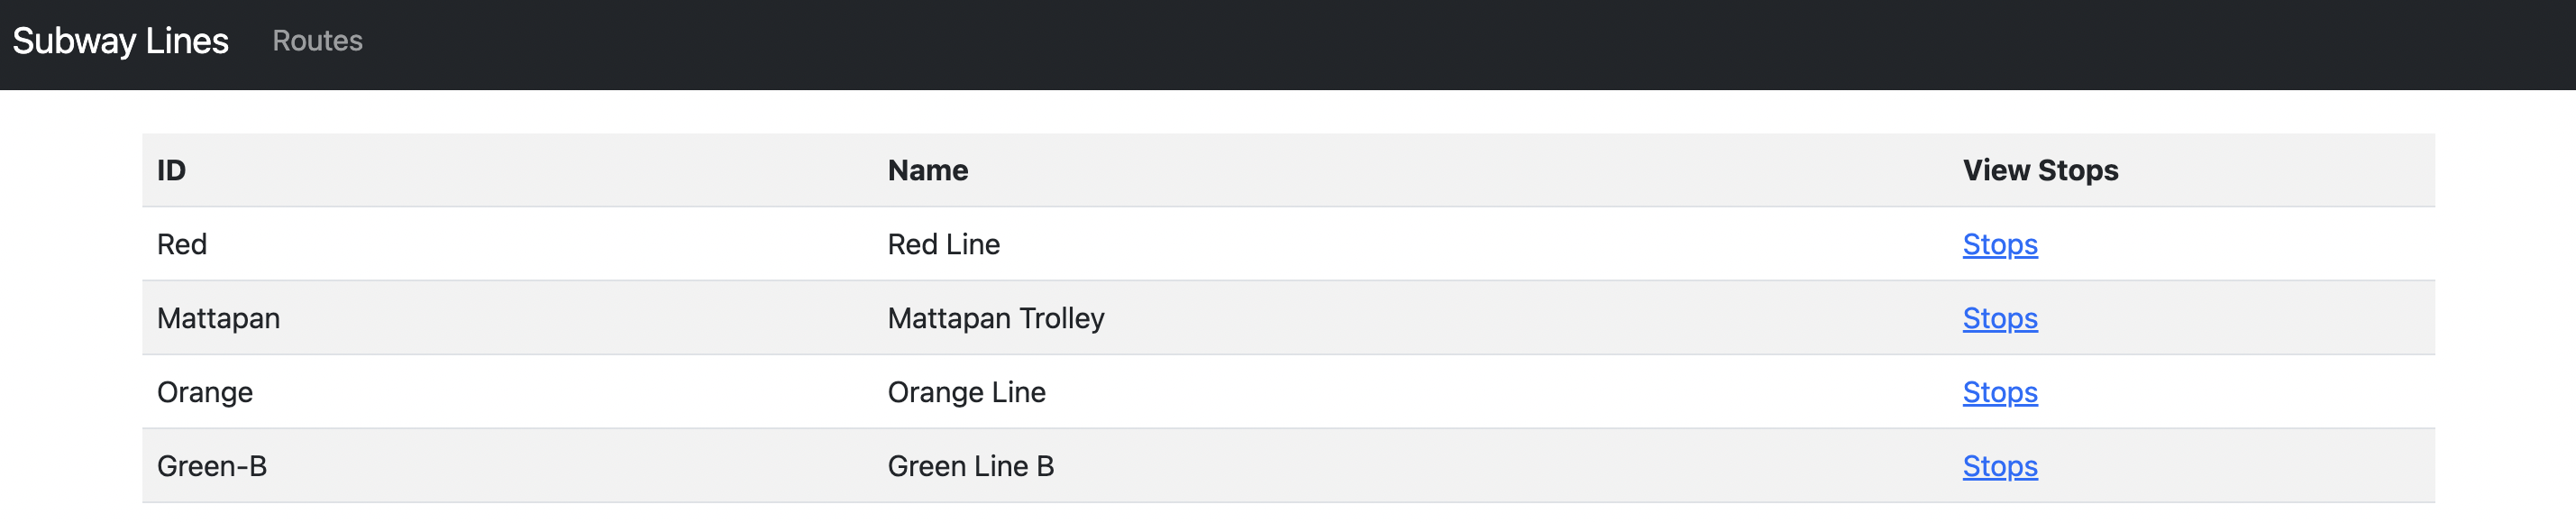 Subway Lines Routes
ID Name View Stops
Red Red Line Stops
Mattapan Mattapan Trolley Stops
Orange Orange Line Stops
Green-B Green Line B Stops